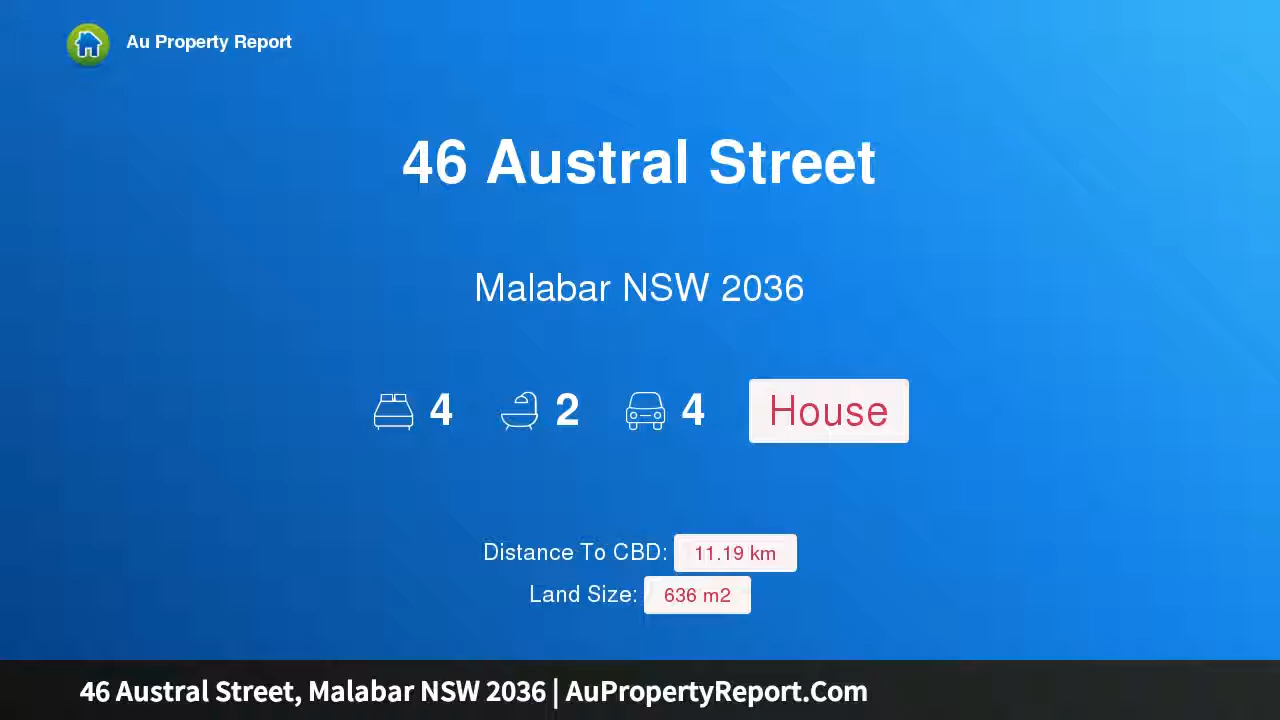 Au Property Report
46 Austral Street
Malabar NSW 2036
4 2 4 House
Distance To CBD: 11.19 km
Land Size: 636 m2
46 Austral Street, Malabar NSW 2036 | AuPropertyReport.Com